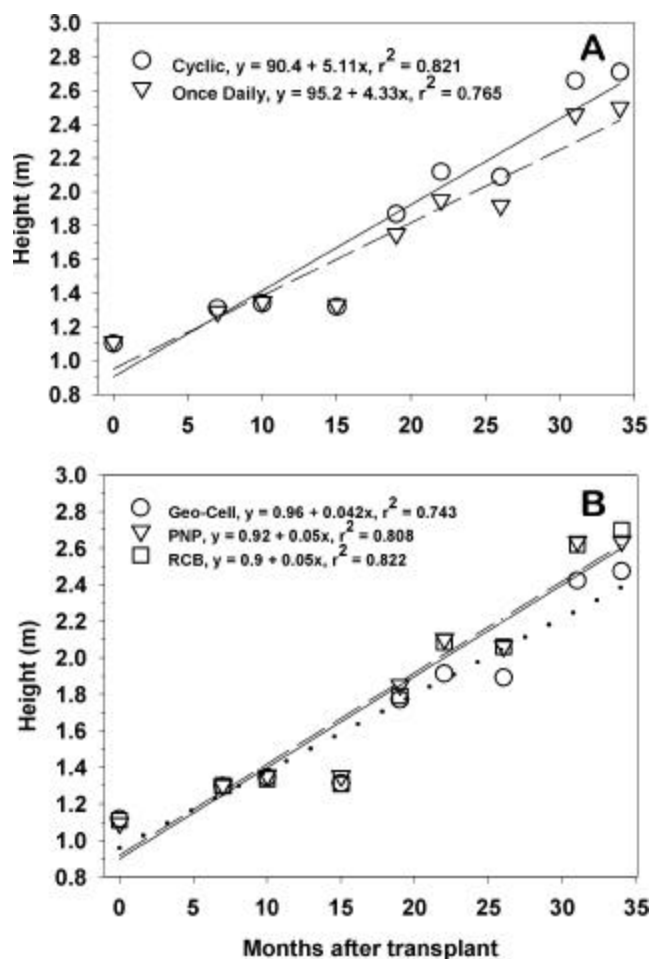 3.0
A
Cyclic, y = 90.4 + 5.11x, r² = 0.821
2.8
Once Daily, y = 95.2 + 4.33x, r² = 0.765
2.6
2.4
2.2
2.0
1.8
1.6
1.4
1.2
1.0
0.8
Height (m)
0 5 10 15 20 25 30 35
3.0
B
Geo-Cell, y = 0.96 + 0.042x, r² = 0.743
2.8
PNP, y = 0.92 + 0.05x, r² = 0.808
2.6
RCB, y = 0.9 + 0.05x, r² = 0.822
2.4
2.2
2.0
1.8
1.6
1.4
1.2
1.0
0.8
Height (m)
0 5 10 15 20 25 30 35
Months after transplant